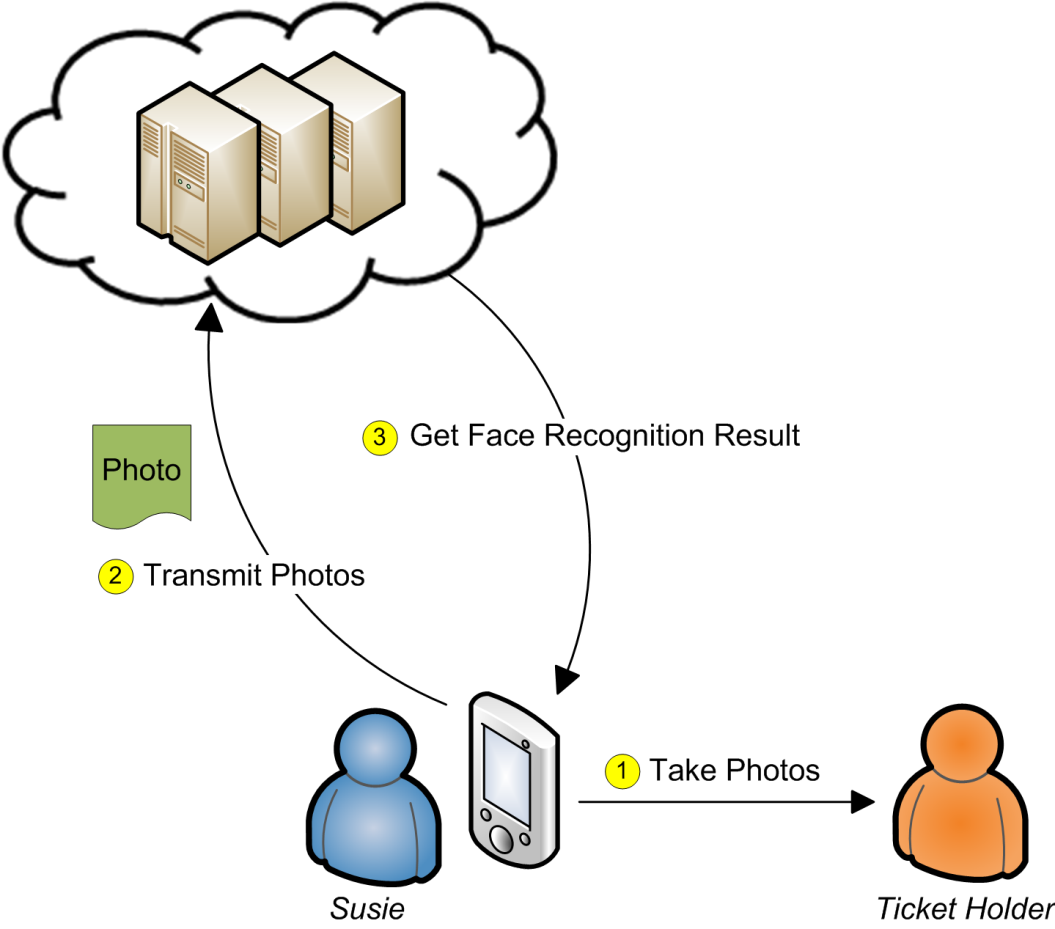 3 Get Face Recognition Result
Photo
2 Transmit Photos
1 Take Photos
Susie
Ticket Holder